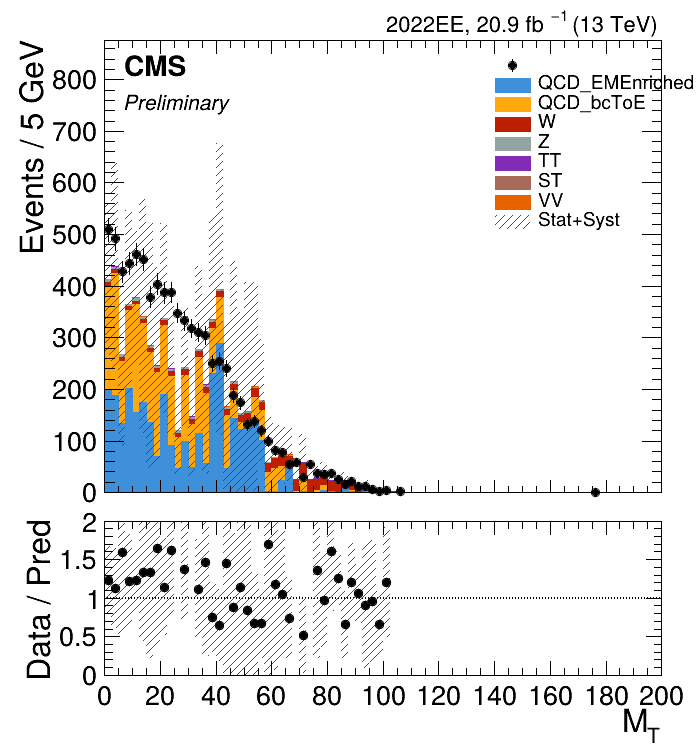 2022EE, 20.9 fb⁻¹ (13 TeV)
CMS
Preliminary
QCD_EMEnriched
QCD_bcToE
W
Z
TT
ST
VV
Stat+Syst
Events / 5 GeV
800
700
600
500
400
300
200
100
0
Data / Pred
2
1.5
1
0.5
0
0 20 40 60 80 100 120 140 160 180 200
M_T